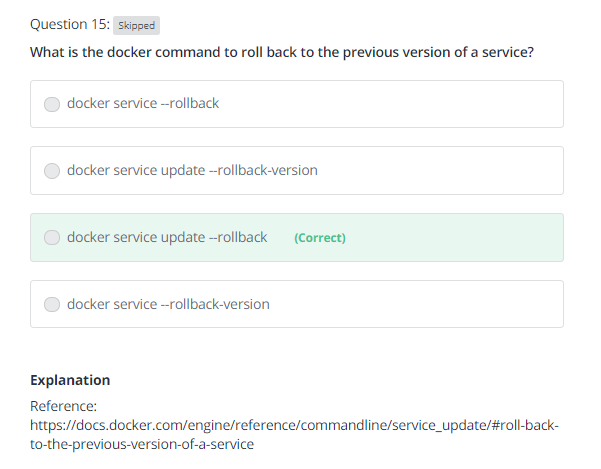 Question 15: Skipped
What is the docker command to roll back to the previous version of a service?
docker service --rollback
docker service update --rollback-version
docker service update --rollback (Correct)
docker service --rollback-version
Explanation
Reference:
https://docs.docker.com/engine/reference/commandline/service_update/#roll-back-
to-the-previous-version-of-a-service